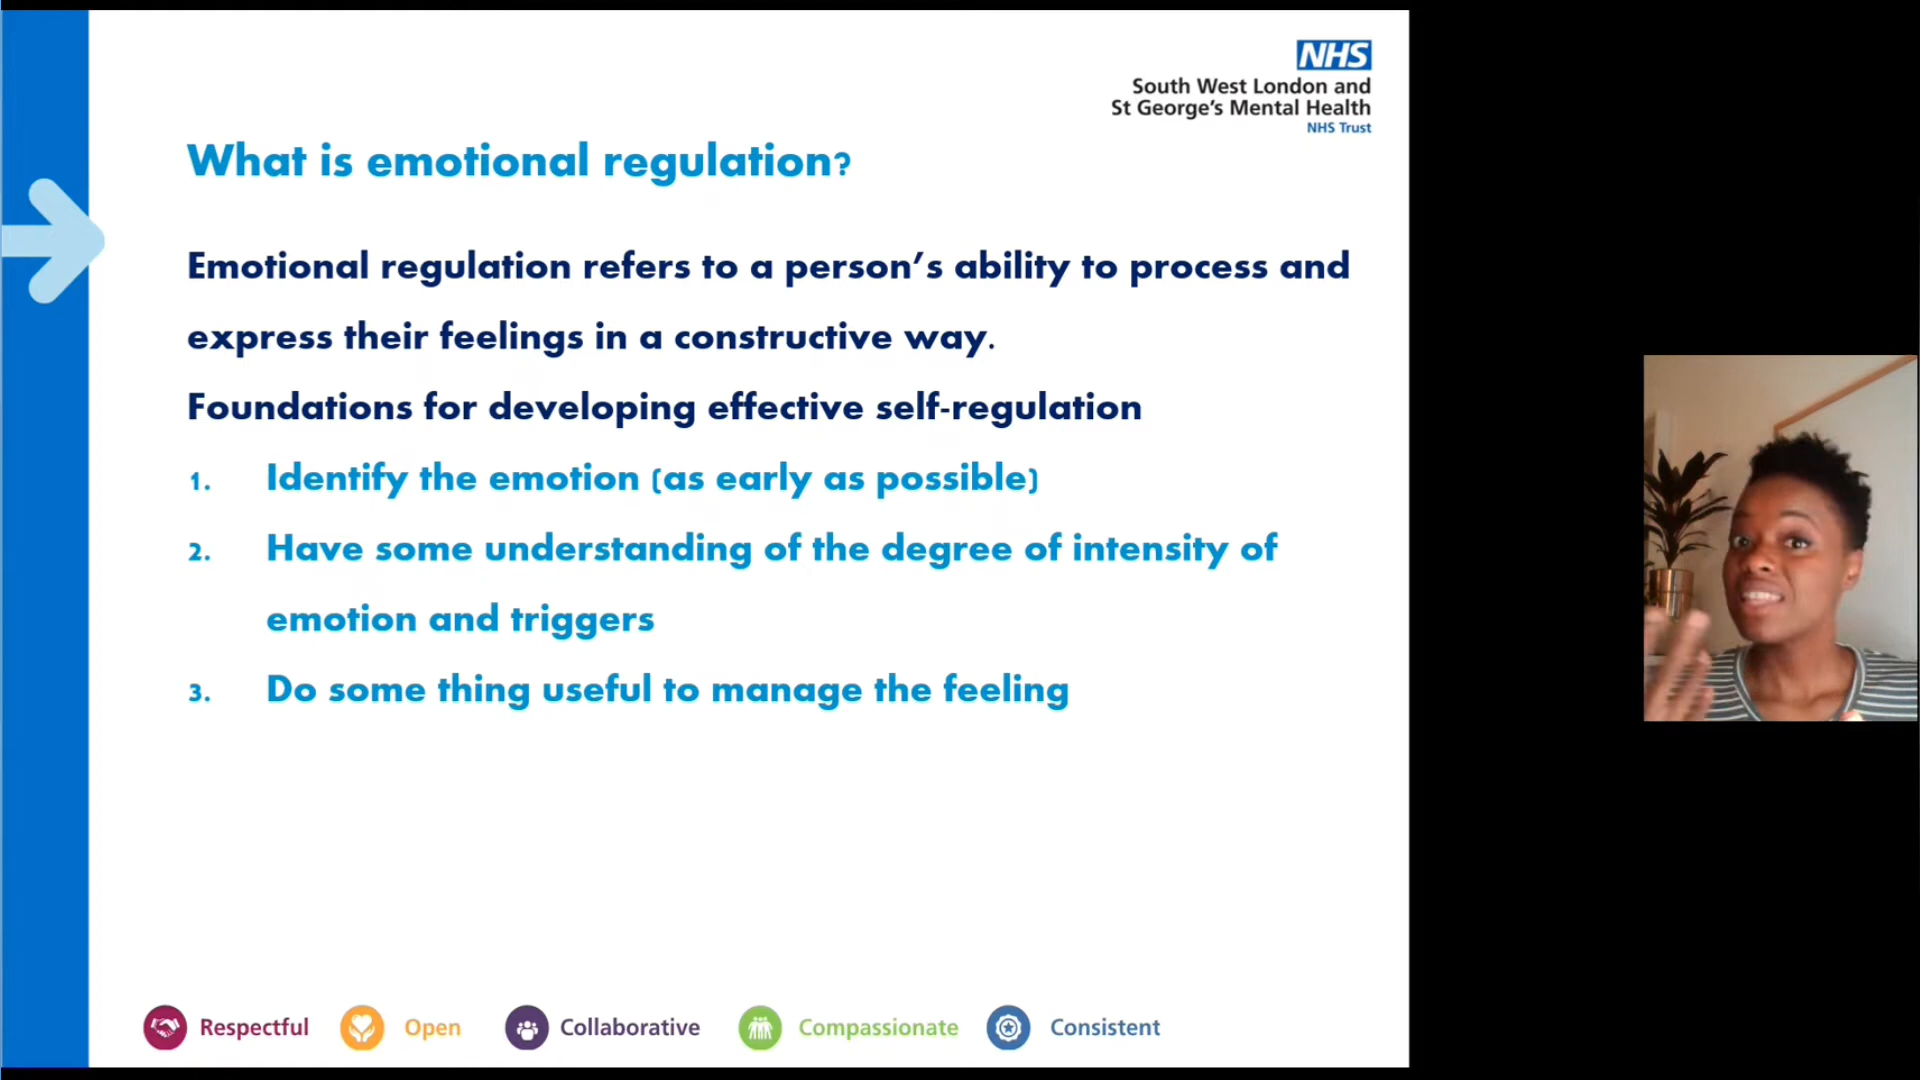 NHS
South West London and
St George's Mental Health
NHS Trust
What is emotional regulation?
Emotional regulation refers to a person's ability to process and
express their feelings in a constructive way.
Foundations for developing effective self-regulation
1. Identify the emotion (as early as possible)
2. Have some understanding of the degree of intensity of
emotion and triggers
3. Do some thing useful to manage the feeling
Respectful Open Collaborative Compassionate Consistent